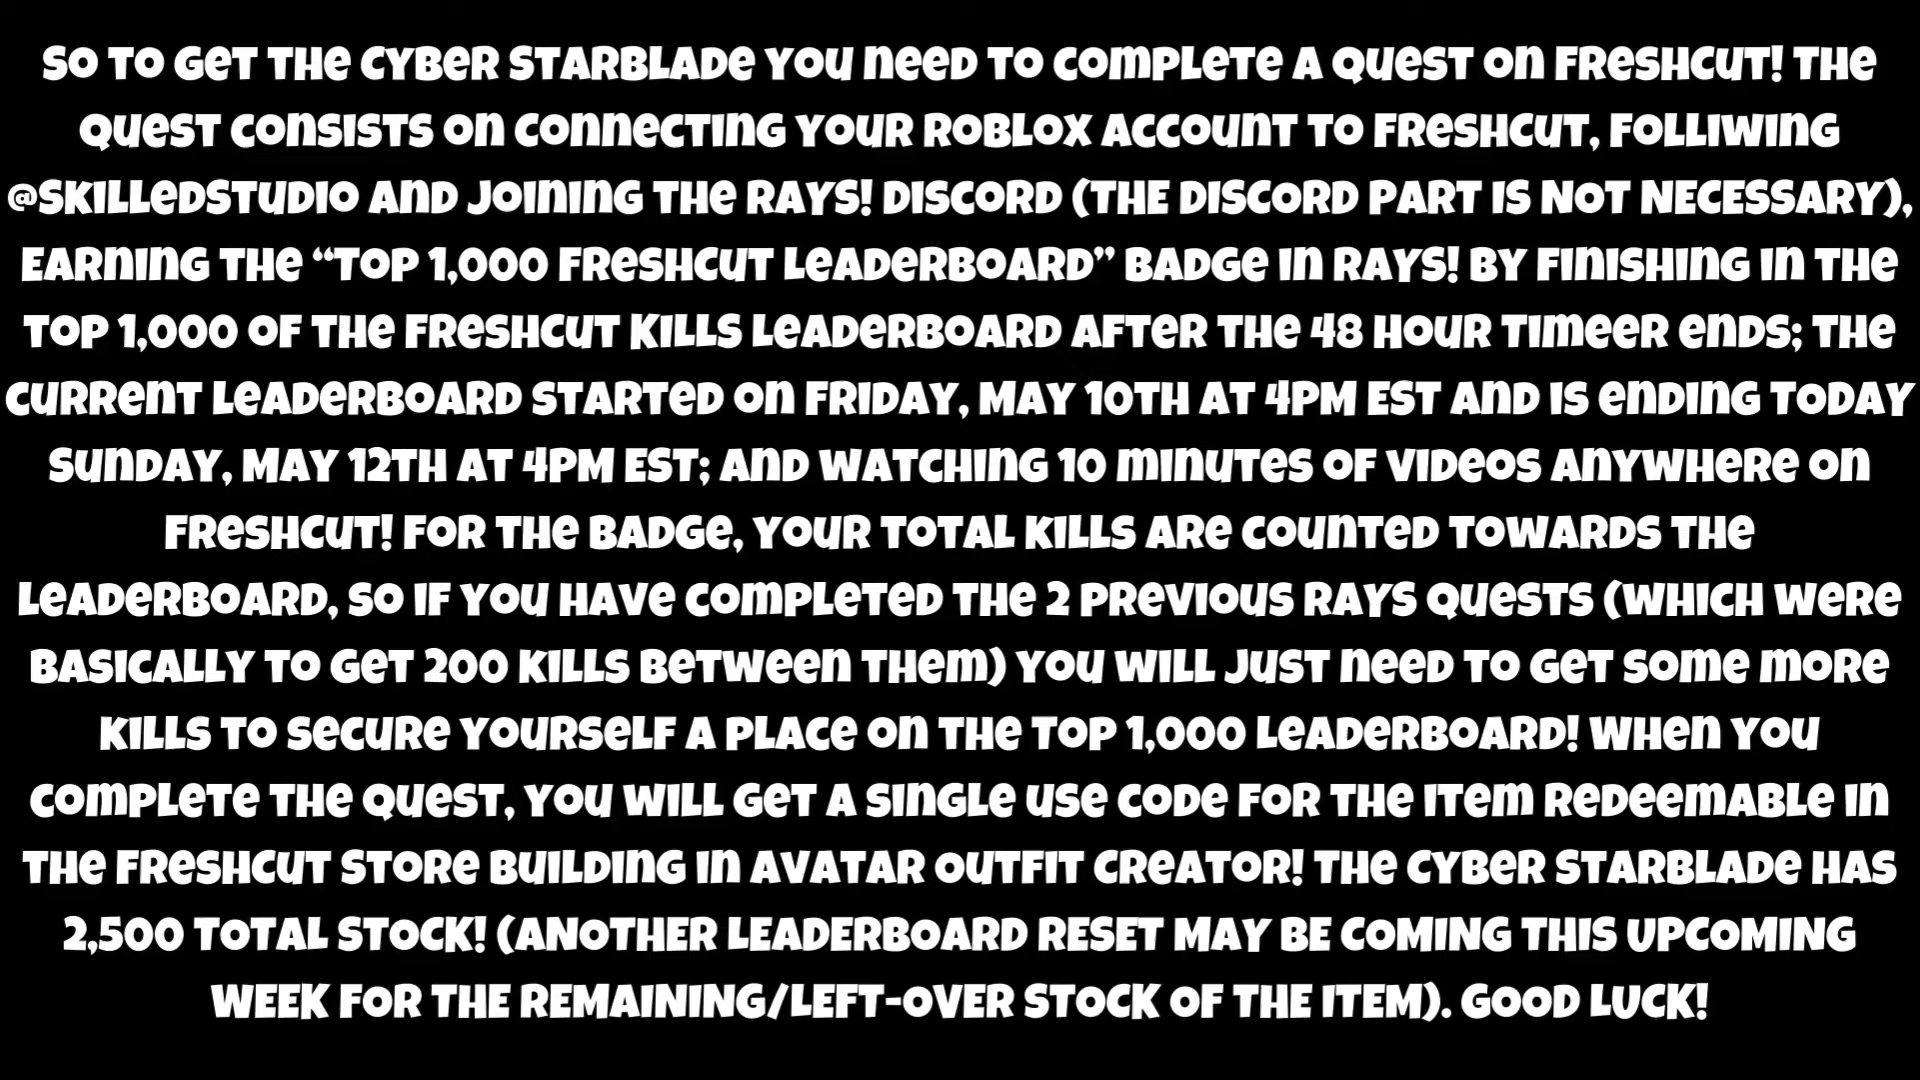 So to get the Cyber Starblade you need to complete a quest on FreshCut! The
quest consists on connecting your Roblox account to FreshCut, folliwing
@SkilledStudio and joining the RAYS! Discord (THE DISCORD PART IS NOT NECESSARY),
earning the “Top 1,000 FreshCut Leaderboard” badge in RAYS! by finishing in the
top 1,000 of the FreshCut Kills Leaderboard after the 48 hour timeer ends; the
current leaderboard started on Friday, May 10th at 4PM EST and is ending today
Sunday, May 12th at 4PM EST; and watching 10 minutes of videos anywhere on
FreshCut! For the badge, your total kills are counted towards the
leaderboard, so if you have completed the 2 previous RAYS quests (which were
basically to get 200 kills between them) you will just need to get some more
kills to secure yourself a place on the top 1,000 leaderboard! When you
complete the quest, you will get a single use code for the item redeemable in
the FreshCut Store building in Avatar Outfit Creator! The Cyber Starblade has
2,500 total stock! (ANOTHER LEADERBOARD RESET MAY BE COMING THIS UPCOMING
WEEK FOR THE REMAINING/LEFT-OVER STOCK OF THE ITEM). Good luck!